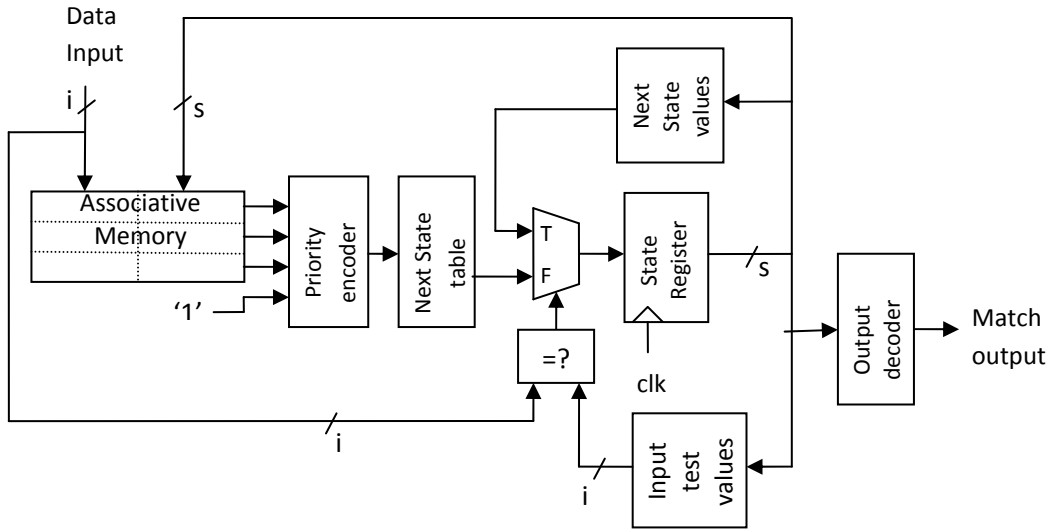 Data
Input
i
s
Associative
Memory
‘1’
Priority
encoder
Next State
table
T
F
=?
Next
State
values
State
Register
clk
s
Output
decoder
Match
output
i
i
Input
test
values